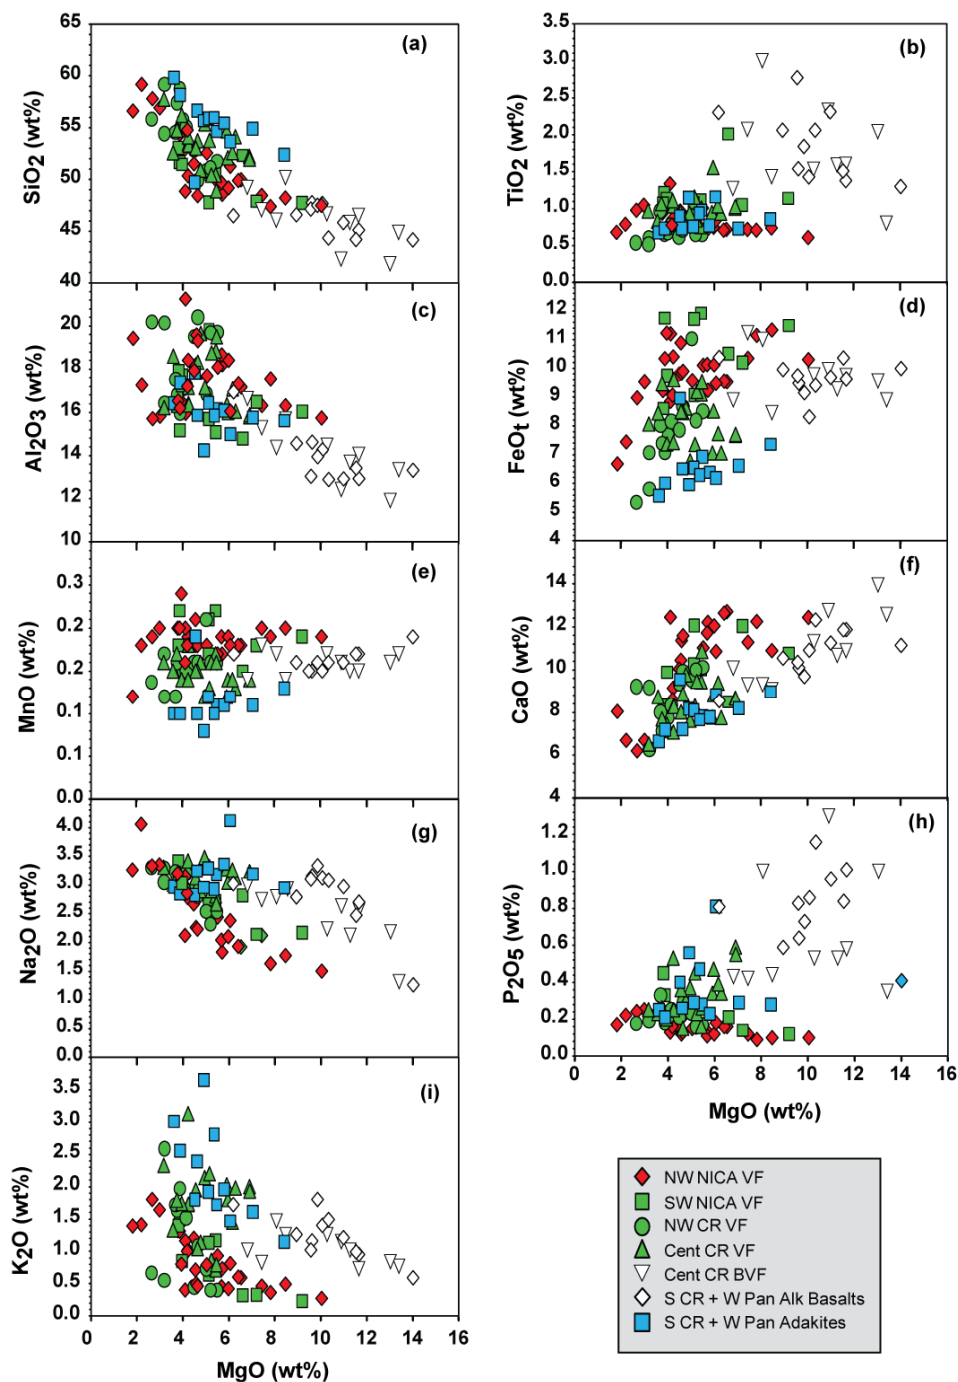 65
60
55
50
45
40
SiO2 (wt%)
(a)
3.5
3.0
2.5
2.0
1.5
1.0
0.5
0.0
TiO2 (wt%)
(b)
20
18
16
14
12
10
Al2O3 (wt%)
(c)
12
11
10
9
8
7
6
5
4
FeOt (wt%)
(d)
0.3
0.2
0.2
0.1
0.1
0.0
MnO (wt%)
(e)
14
12
10
8
6
4
CaO (wt%)
(f)
4.0
3.5
3.0
2.5
2.0
1.5
1.0
0.5
0.0
Na2O (wt%)
(g)
1.2
1.0
0.8
0.6
0.4
0.2
0.0
P2O5 (wt%)
(h)
0 2 4 6 8 10 12 14 16
MgO (wt%)
3.5
3.0
2.5
2.0
1.5
1.0
0.5
0.0
K2O (wt%)
(i)
0 2 4 6 8 10 12 14 16
MgO (wt%)
NW NICA VF
SW NICA VF
NW CR VF
Cent CR VF
Cent CR BVF
S CR + W Pan Alk Basalts
S CR + W Pan Adakites